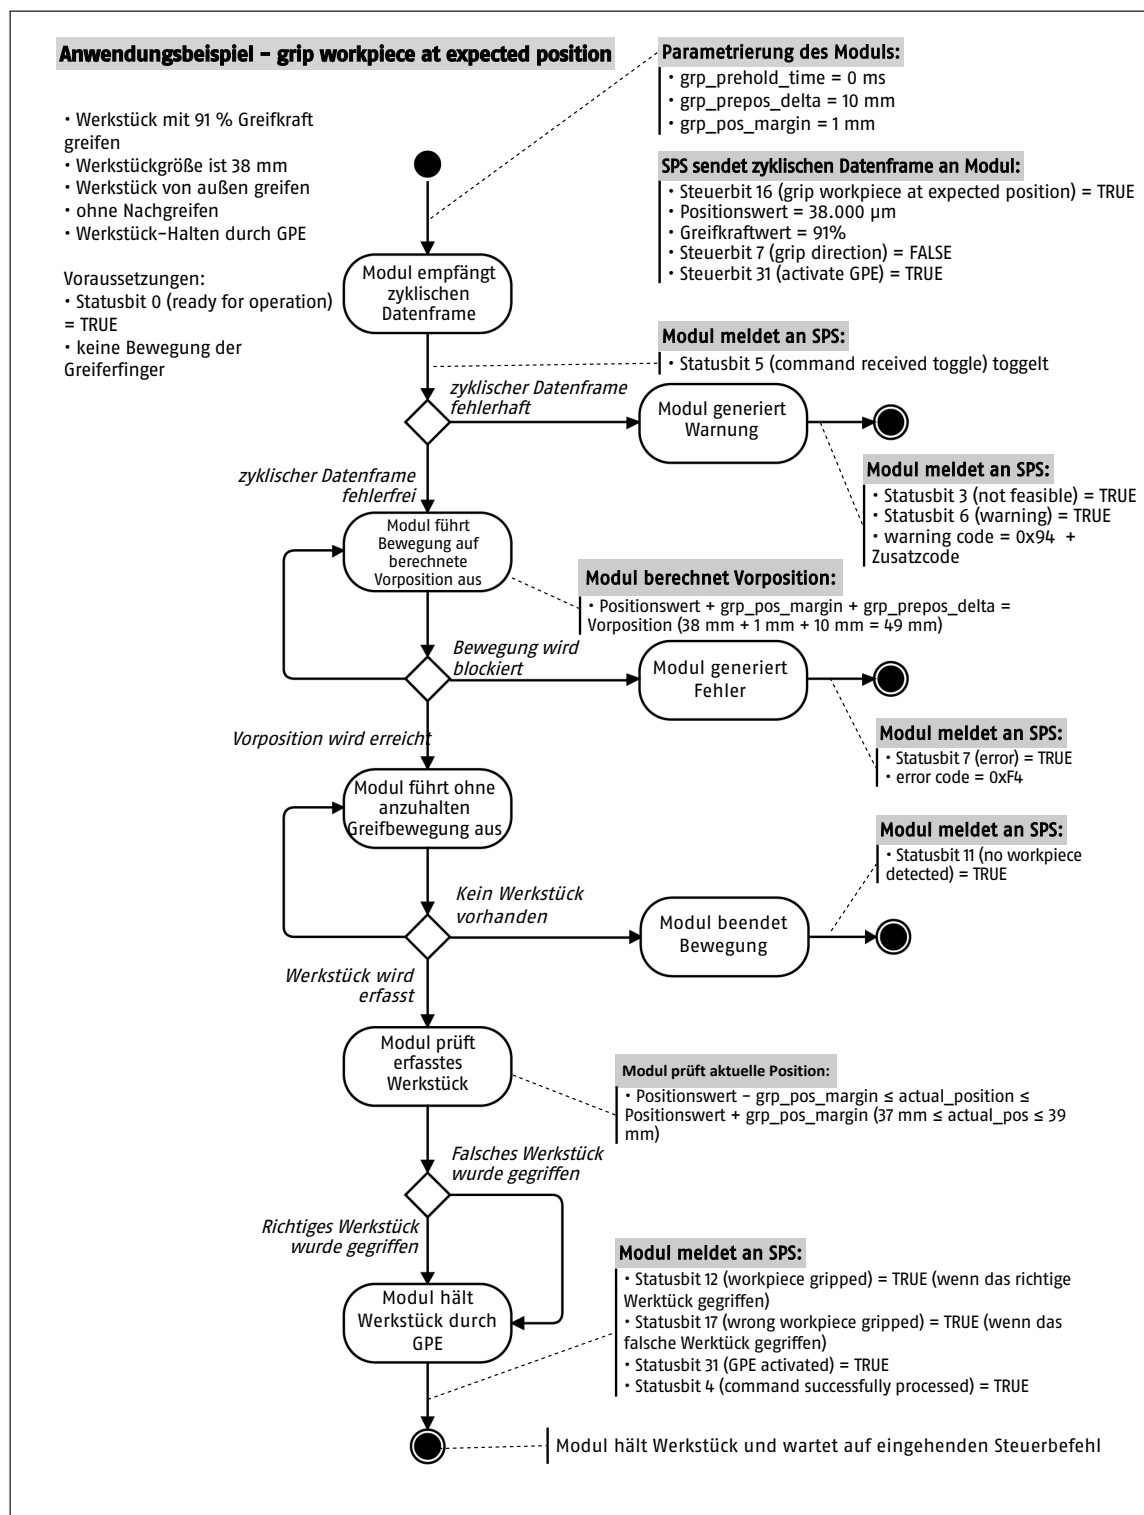 Anwendungsbeispiel – grip workpiece at expected position
• Werkstück mit 91 % Greifkraft
greifen
• Werkstückgröße ist 38 mm
• Werkstück von außen greifen
• ohne Nachgreifen
• Werkstück-Halten durch GPE
Voraussetzungen:
• Statusbit 0 (ready for operation)
= TRUE
• keine Bewegung der
Greiferfinger
Parametrierung des Moduls:
• grp_prehold_time = 0 ms
• grp_prepos_delta = 10 mm
• grp_pos_margin = 1 mm
SPS sendet zyklischen Datenframe an Modul:
• Steuerbit 16 (grip workpiece at expected position) = TRUE
• Positionswert = 38.000 µm
• Greifkraftwert = 91%
• Steuerbit 7 (grip direction) = FALSE
• Steuerbit 31 (activate GPE) = TRUE
Modul empfängt
zyklischen
Datenframe
Modul meldet an SPS:
• Statusbit 5 (command received toggle) toggelt
zyklischer Datenframe
fehlerhaft
Modul generiert
Warnung
Modul meldet an SPS:
• Statusbit 3 (not feasible) = TRUE
• Statusbit 6 (warning) = TRUE
• warning code = 0x94 +
Zusatzcode
zyklischer Datenframe
fehlerfrei
Modul führt
Bewegung auf
berechnete
Vorposition aus
Modul berechnet Vorposition:
• Positionswert + grp_pos_margin + grp_prepos_delta =
Vorposition (38 mm + 1 mm + 10 mm = 49 mm)
Bewegung wird
blockiert
Modul generiert
Fehler
Modul meldet an SPS:
• Statusbit 7 (error) = TRUE
• error code = 0xF4
Vorposition wird erreicht
Modul führt ohne
anzuhalten
Greifbewegung aus
Modul meldet an SPS:
• Statusbit 11 (no workpiece
detected) = TRUE
Kein Werkstück
vorhanden
Modul beendet
Bewegung
Werkstück wird
erfasst
Modul prüft
erfasstes
Werkstück
Modul prüft aktuelle Position:
• Positionswert – grp_pos_margin ≤ actual_position ≤
Positionswert + grp_pos_margin (37 mm ≤ actual_pos ≤ 39
mm)
Falsches Werkstück
wurde gegriffen
Richtiges Werkstück
wurde gegriffen
Modul hält
Werkstück durch
GPE
Modul meldet an SPS:
• Statusbit 12 (workpiece gripped) = TRUE (wenn das richtige
Werktück gegriffen)
• Statusbit 17 (wrong workpiece gripped) = TRUE (wenn das
falsche Werktück gegriffen)
• Statusbit 31 (GPE activated) = TRUE
• Statusbit 4 (command successfully processed) = TRUE
Modul hält Werkstück und wartet auf eingehenden Steuerbefehl